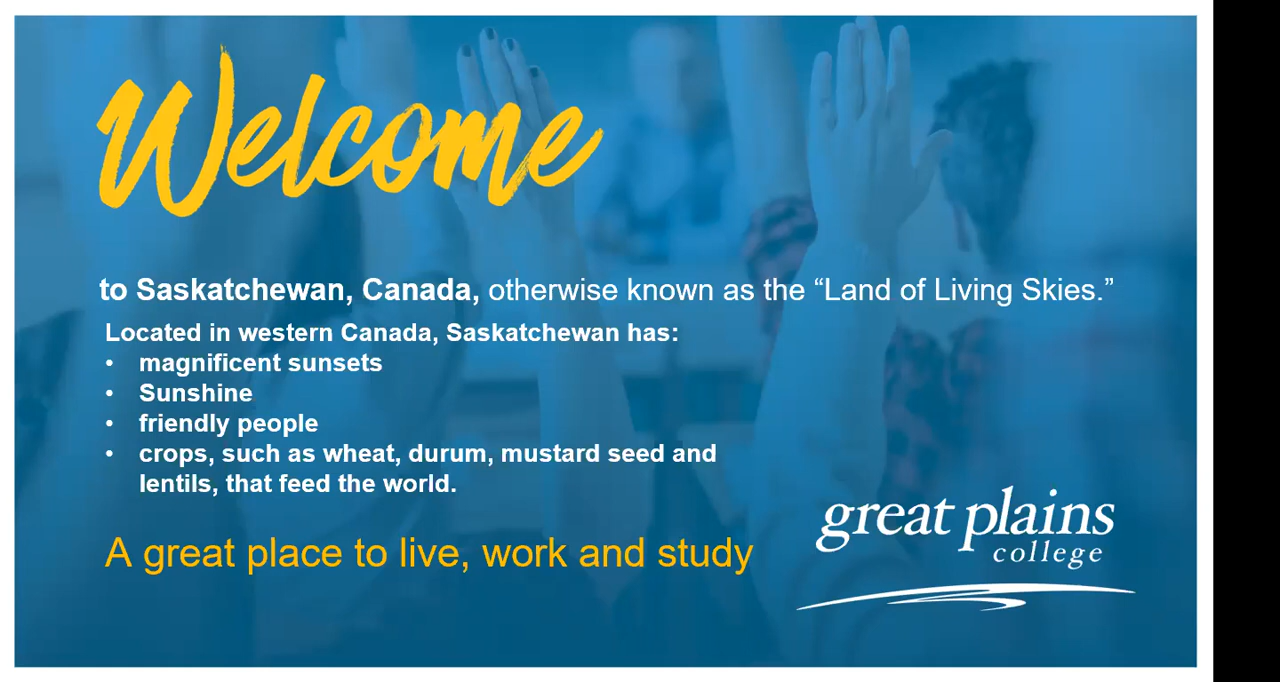 Welcome
to Saskatchewan, Canada, otherwise known as the “Land of Living Skies.”
Located in western Canada, Saskatchewan has:
• magnificent sunsets
• Sunshine
• friendly people
• crops, such as wheat, durum, mustard seed and
lentils, that feed the world.
A great place to live, work and study
great plains
college